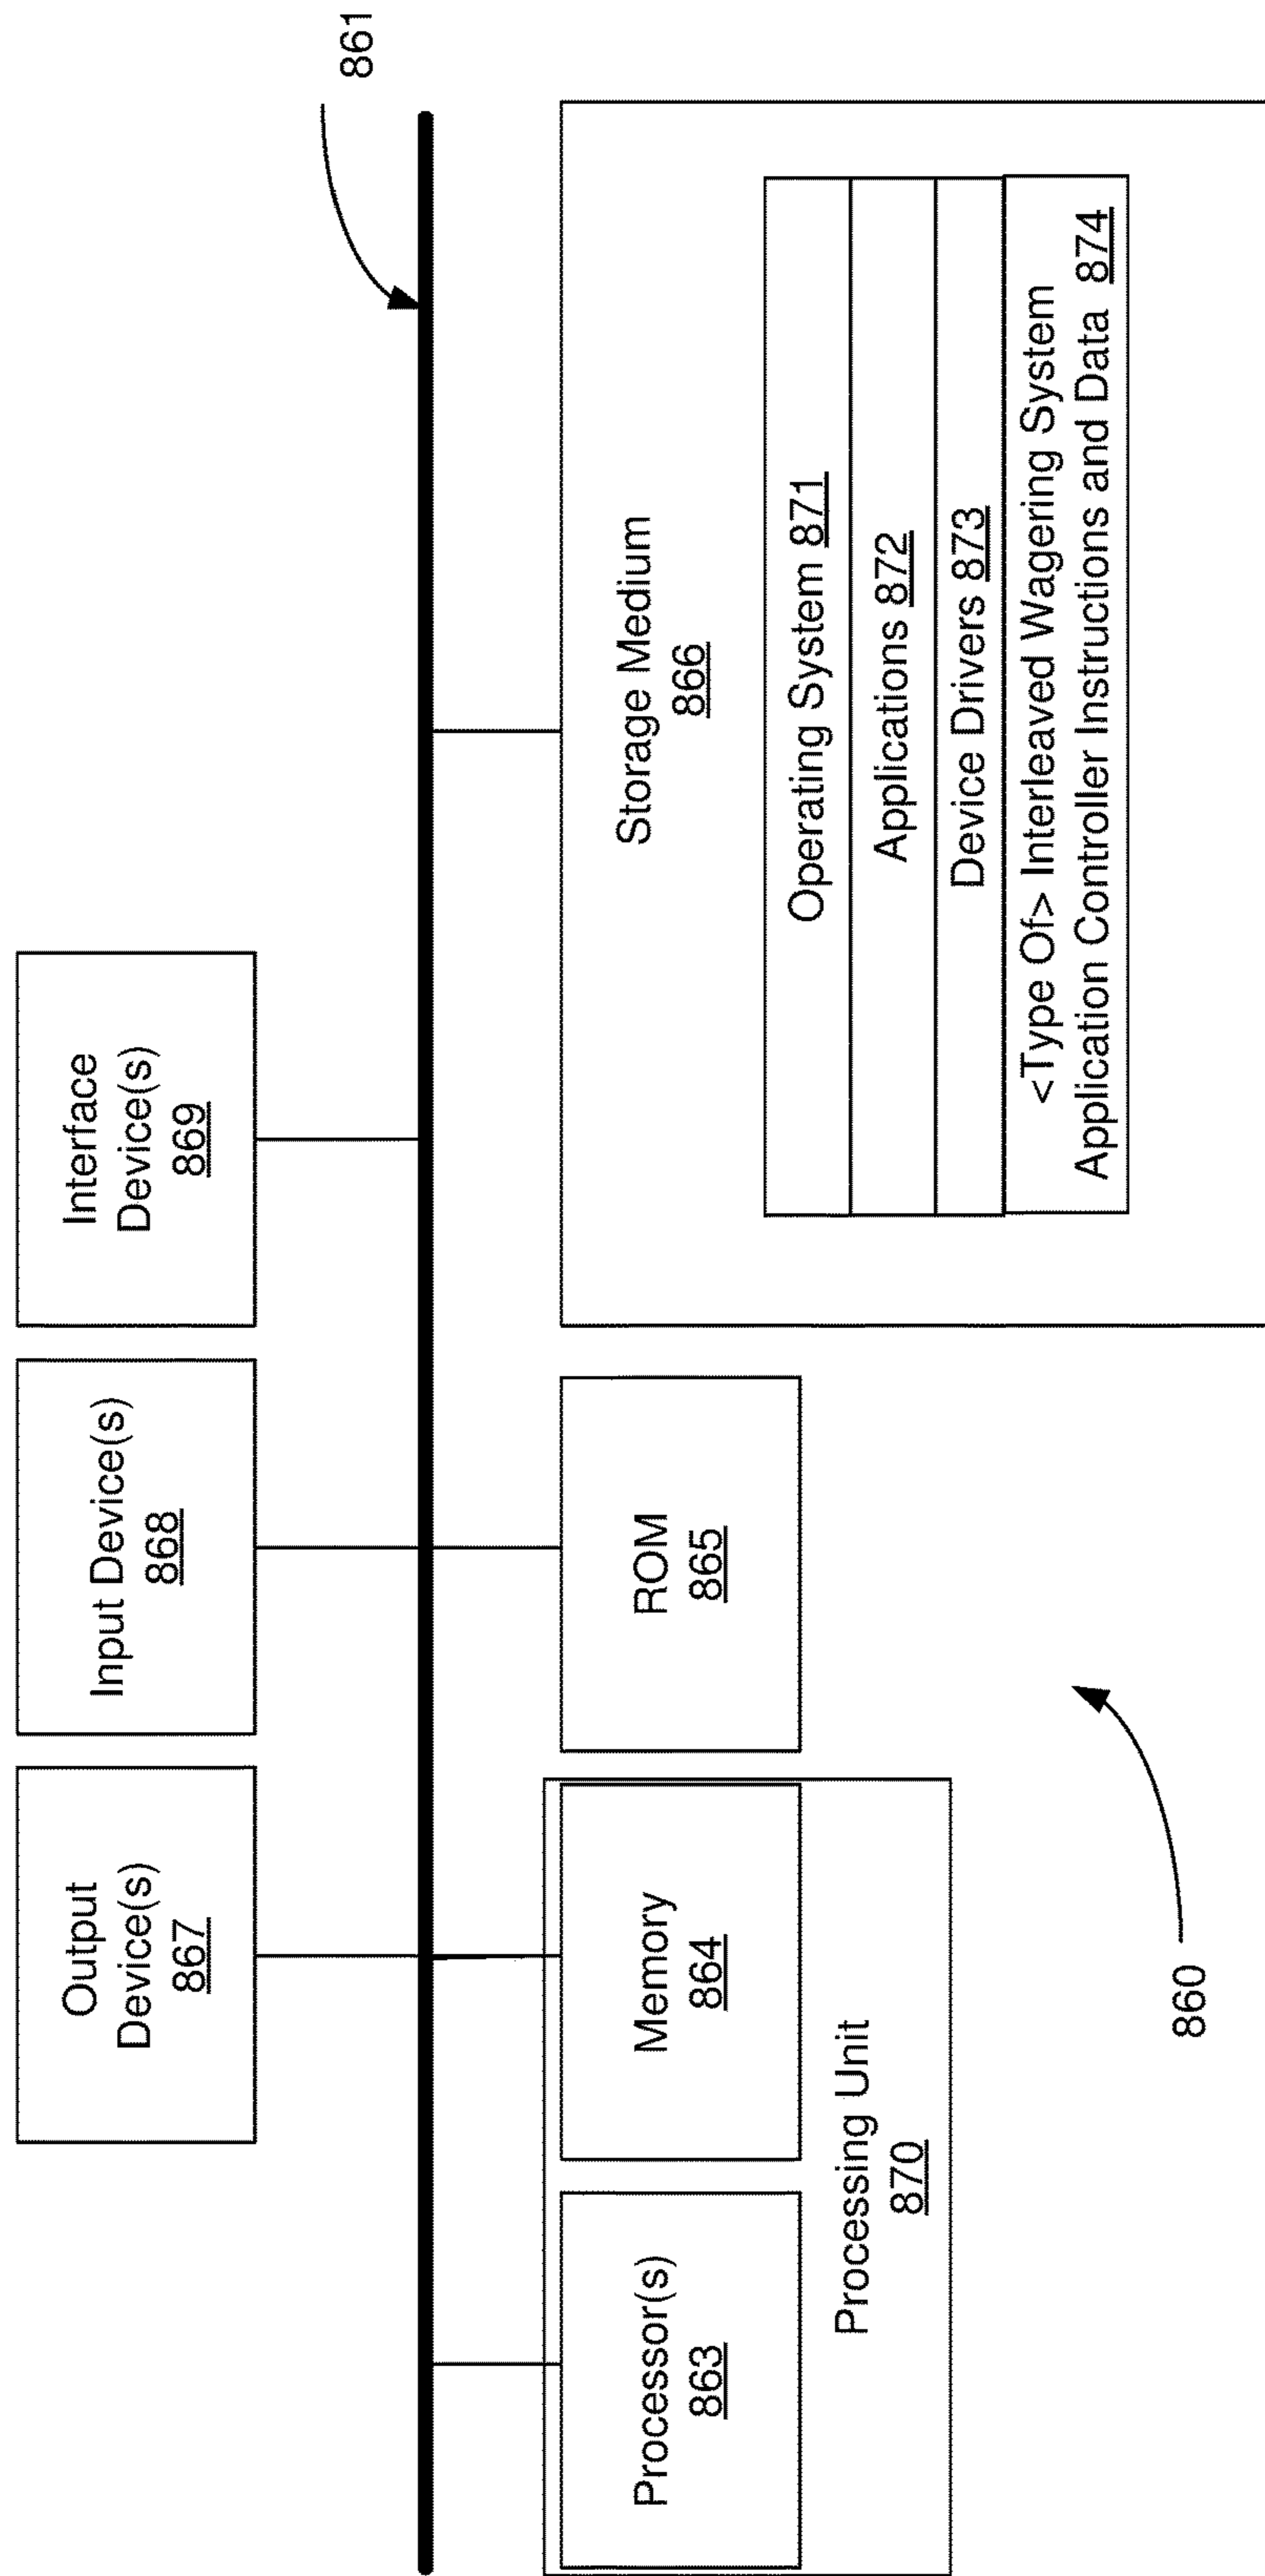 861
Output
Device(s)
867
Input Device(s)
868
Interface
Device(s)
869
Processor(s)
863
Memory
864
Processing Unit
870
ROM
865
Storage Medium
866
Operating System 871
Applications 872
Device Drivers 873
<Type Of> Interleaved Wagering System
Application Controller Instructions and Data 874
860